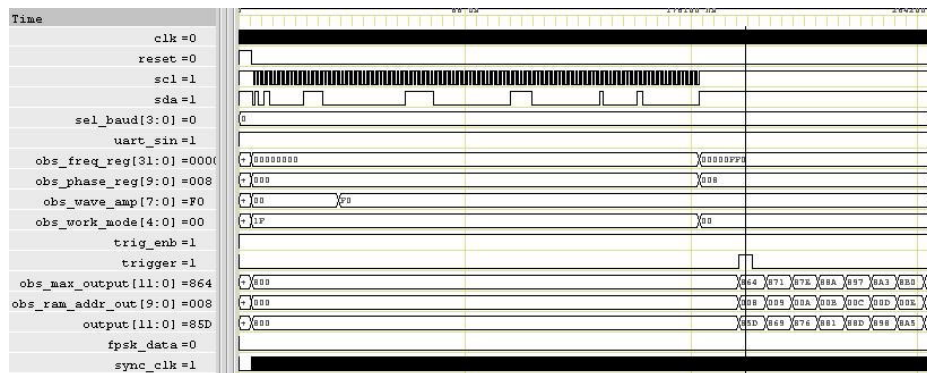 Time
clk =0
reset =0
scl =1
sda =1
sel_baud[3:0] =0 0
uart_sin =1
obs_freq_reg[31:0] =0000 + 00000000 00000FF0
obs_phase_reg[9:0] =008 + 000 008
obs_wave_amp[7:0] =F0 + 00 F0
obs_work_mode[4:0] =00 + 1F 00
trig_enb =1
trigger =1
obs_max_output[11:0] =864 + 800 864 871 87E 88A 897 8A3 8B0
obs_ram_addr_out[9:0] =008 + 000 008 009 00A 00B 00C 00D 00E
output[11:0] =85D + 800 85D 869 876 881 88D 898 8A5
fpsk_data =0
sync_clk =1